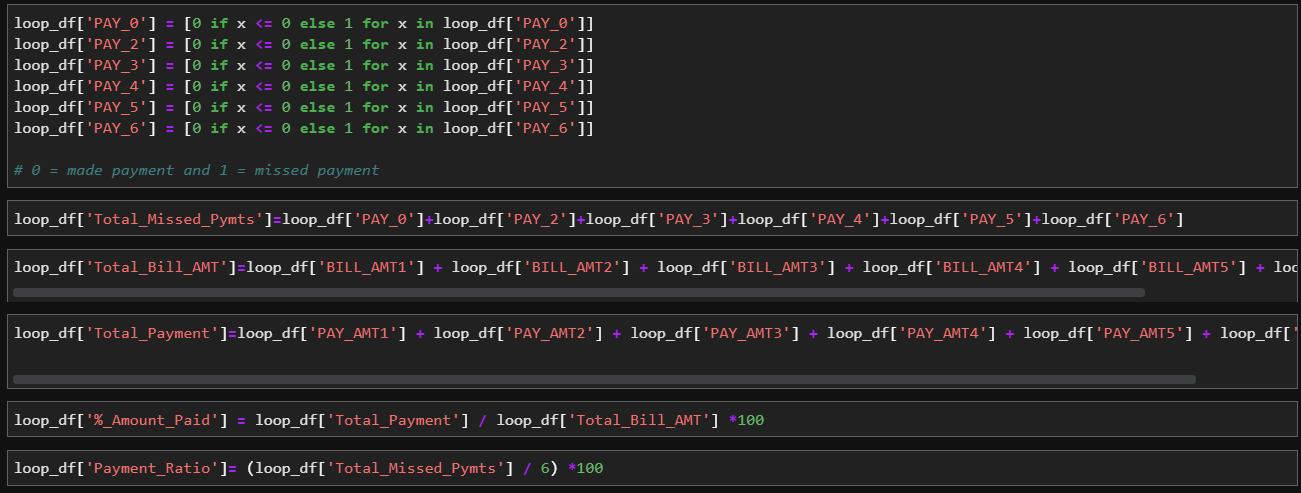 loop_df['PAY_0'] = [0 if x <= 0 else 1 for x in loop_df['PAY_0']]
loop_df['PAY_2'] = [0 if x <= 0 else 1 for x in loop_df['PAY_2']]
loop_df['PAY_3'] = [0 if x <= 0 else 1 for x in loop_df['PAY_3']]
loop_df['PAY_4'] = [0 if x <= 0 else 1 for x in loop_df['PAY_4']]
loop_df['PAY_5'] = [0 if x <= 0 else 1 for x in loop_df['PAY_5']]
loop_df['PAY_6'] = [0 if x <= 0 else 1 for x in loop_df['PAY_6']]
# 0 = made payment and 1 = missed payment
loop_df['Total_Missed_Pymts']=loop_df['PAY_0']+loop_df['PAY_2']+loop_df['PAY_3']+loop_df['PAY_4']+loop_df['PAY_5']+loop_df['PAY_6']
loop_df['Total_Bill_AMT']=loop_df['BILL_AMT1'] + loop_df['BILL_AMT2'] + loop_df['BILL_AMT3'] + loop_df['BILL_AMT4'] + loop_df['BILL_AMT5'] + loo
loop_df['Total_Payment']=loop_df['PAY_AMT1'] + loop_df['PAY_AMT2'] + loop_df['PAY_AMT3'] + loop_df['PAY_AMT4'] + loop_df['PAY_AMT5'] + loop_df['
loop_df['%_Amount_Paid'] = loop_df['Total_Payment'] / loop_df['Total_Bill_AMT'] *100
loop_df['Payment_Ratio']= (loop_df['Total_Missed_Pymts'] / 6) *100